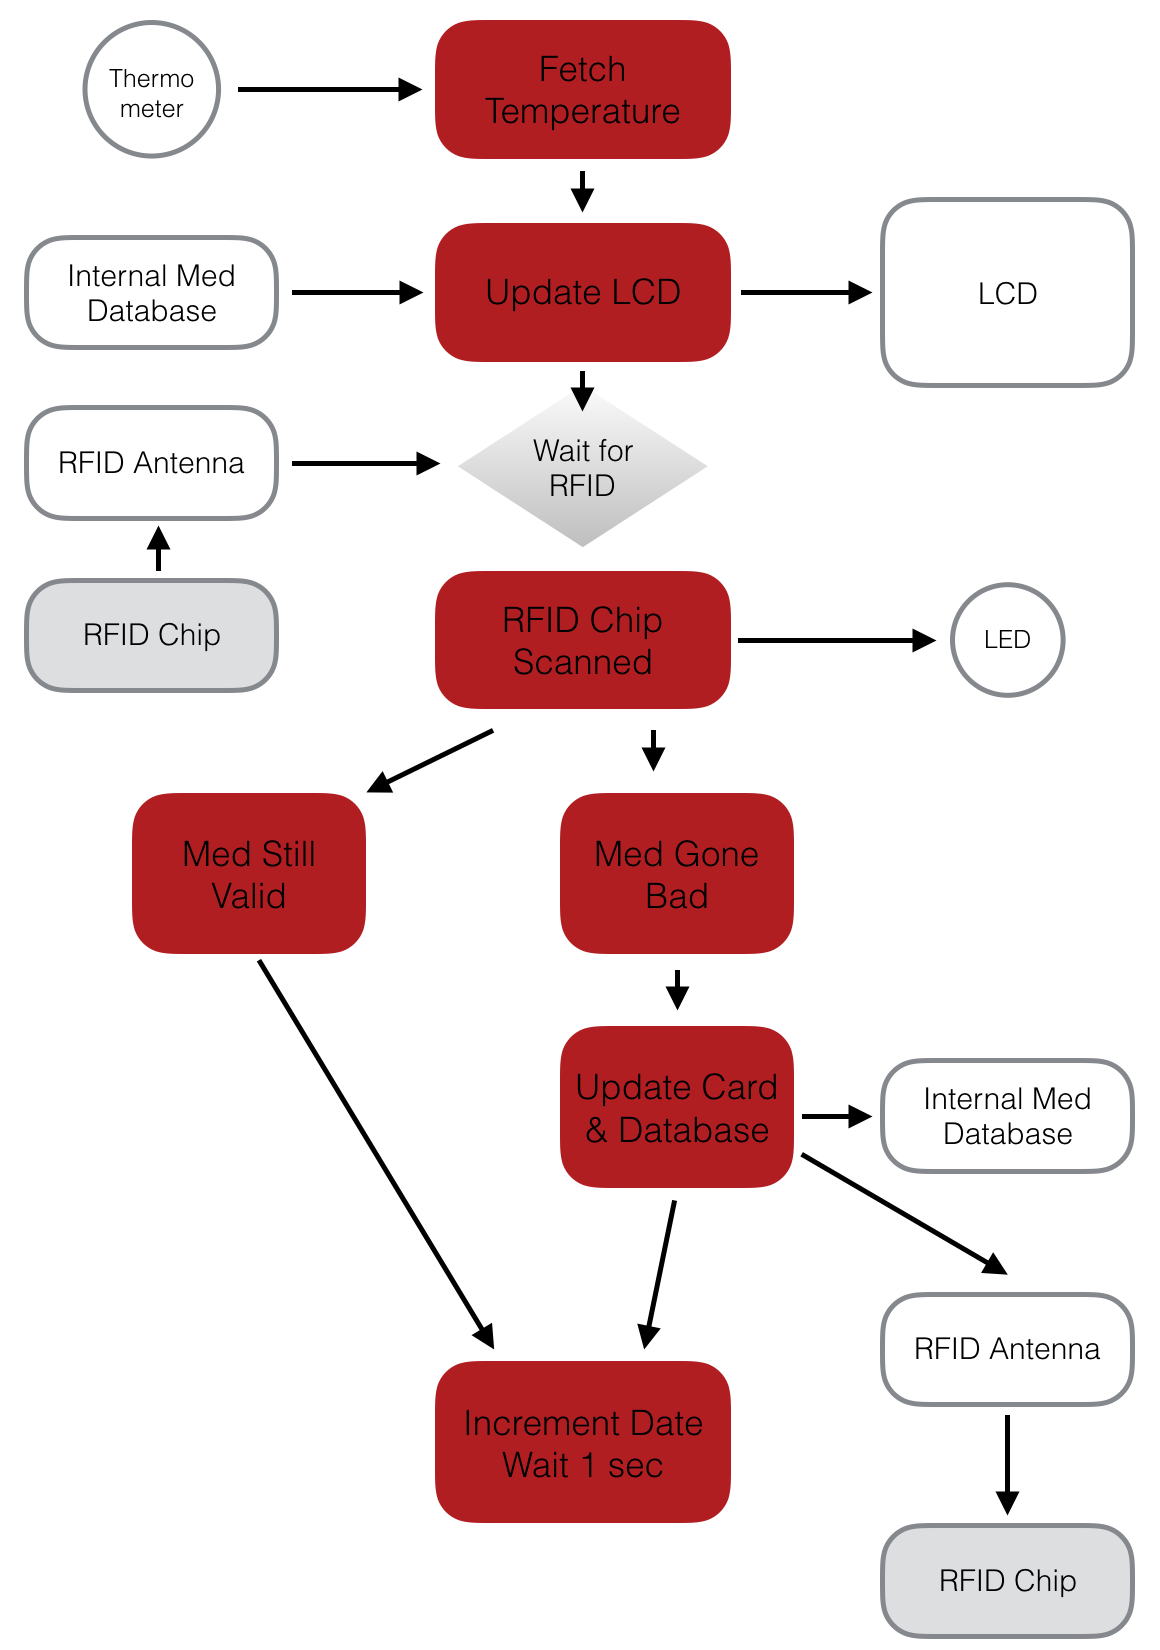 Thermo
meter
Fetch
Temperature
Internal Med
Database
Update LCD
LCD
RFID Antenna
Wait for
RFID
RFID Chip
RFID Chip
Scanned
LED
Med Still
Valid
Med Gone
Bad
Update Card
& Database
Internal Med
Database
RFID Antenna
Increment Date
Wait 1 sec
RFID Chip